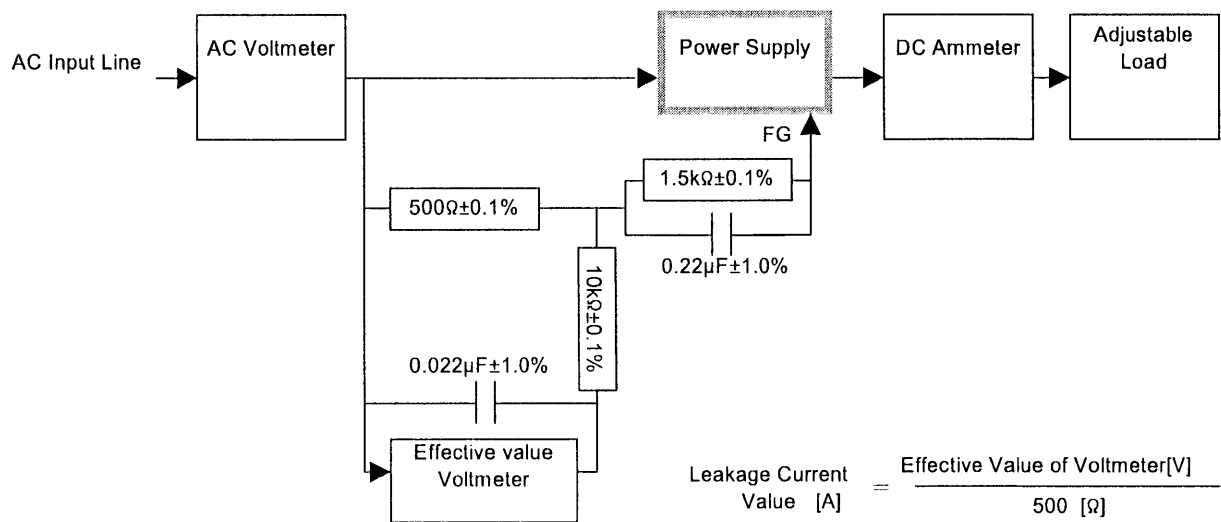 AC Input Line
AC Voltmeter
Power Supply
DC Ammeter
Adjustable
Load
FG
1.5kΩ±0.1%
500Ω±0.1%
0.22µF±1.0%
10kΩ±0.1%
0.022µF±1.0%
Effective value
Voltmeter
Leakage Current
Value [A]
=
Effective Value of Voltmeter[V]
500 [Ω]